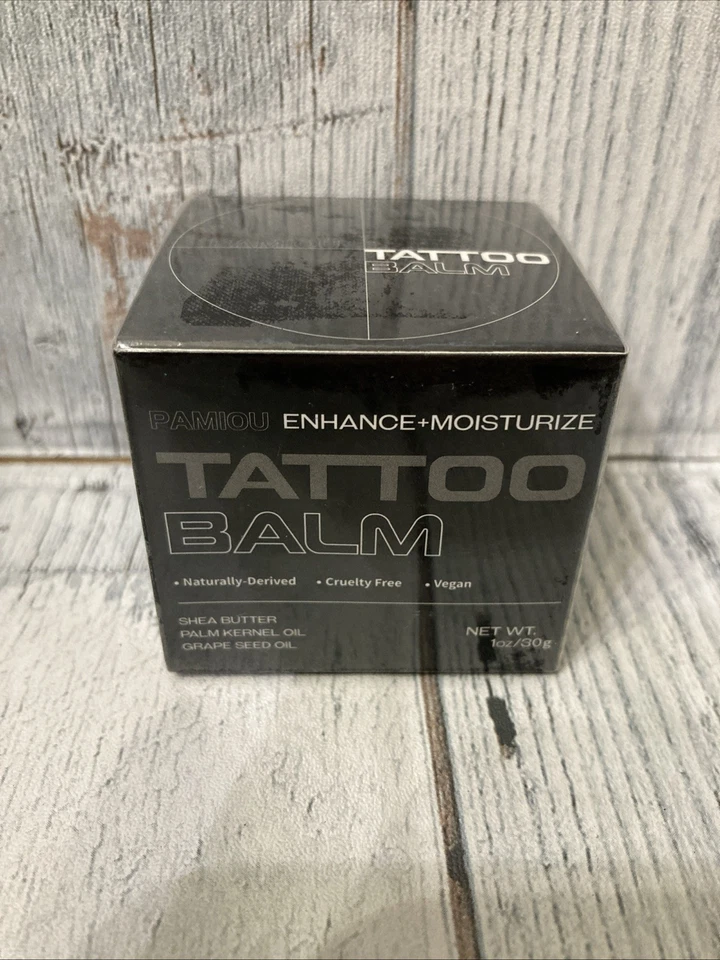 TATTOO
BALM
PAMIOU ENHANCE+MOISTURIZE
TATTOO
BALM
• Naturally-Derived • Cruelty Free • Vegan
SHEA BUTTER
PALM KERNEL OIL
GRAPE SEED OIL
NET WT.
1oz/30g